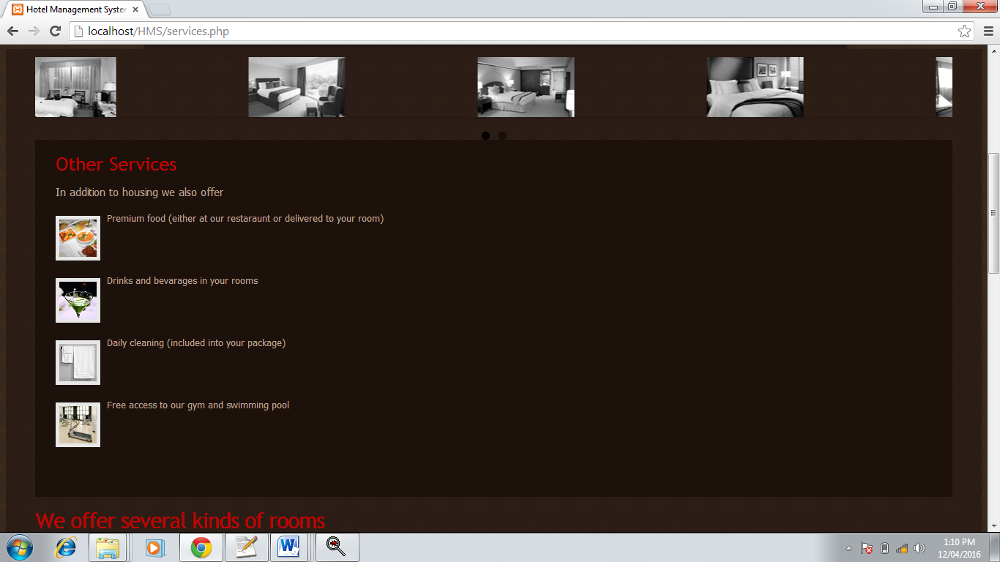 Hotel Management Syster
localhost/HMS/services.php
Other Services
In addition to housing we also offer
Premium food (either at our restaraunt or delivered to your room)
Drinks and bevarages in your rooms
Daily cleaning (included into your package)
Free access to our gym and swimming pool
We offer several kinds of rooms
1:10 PM
12/04/2016